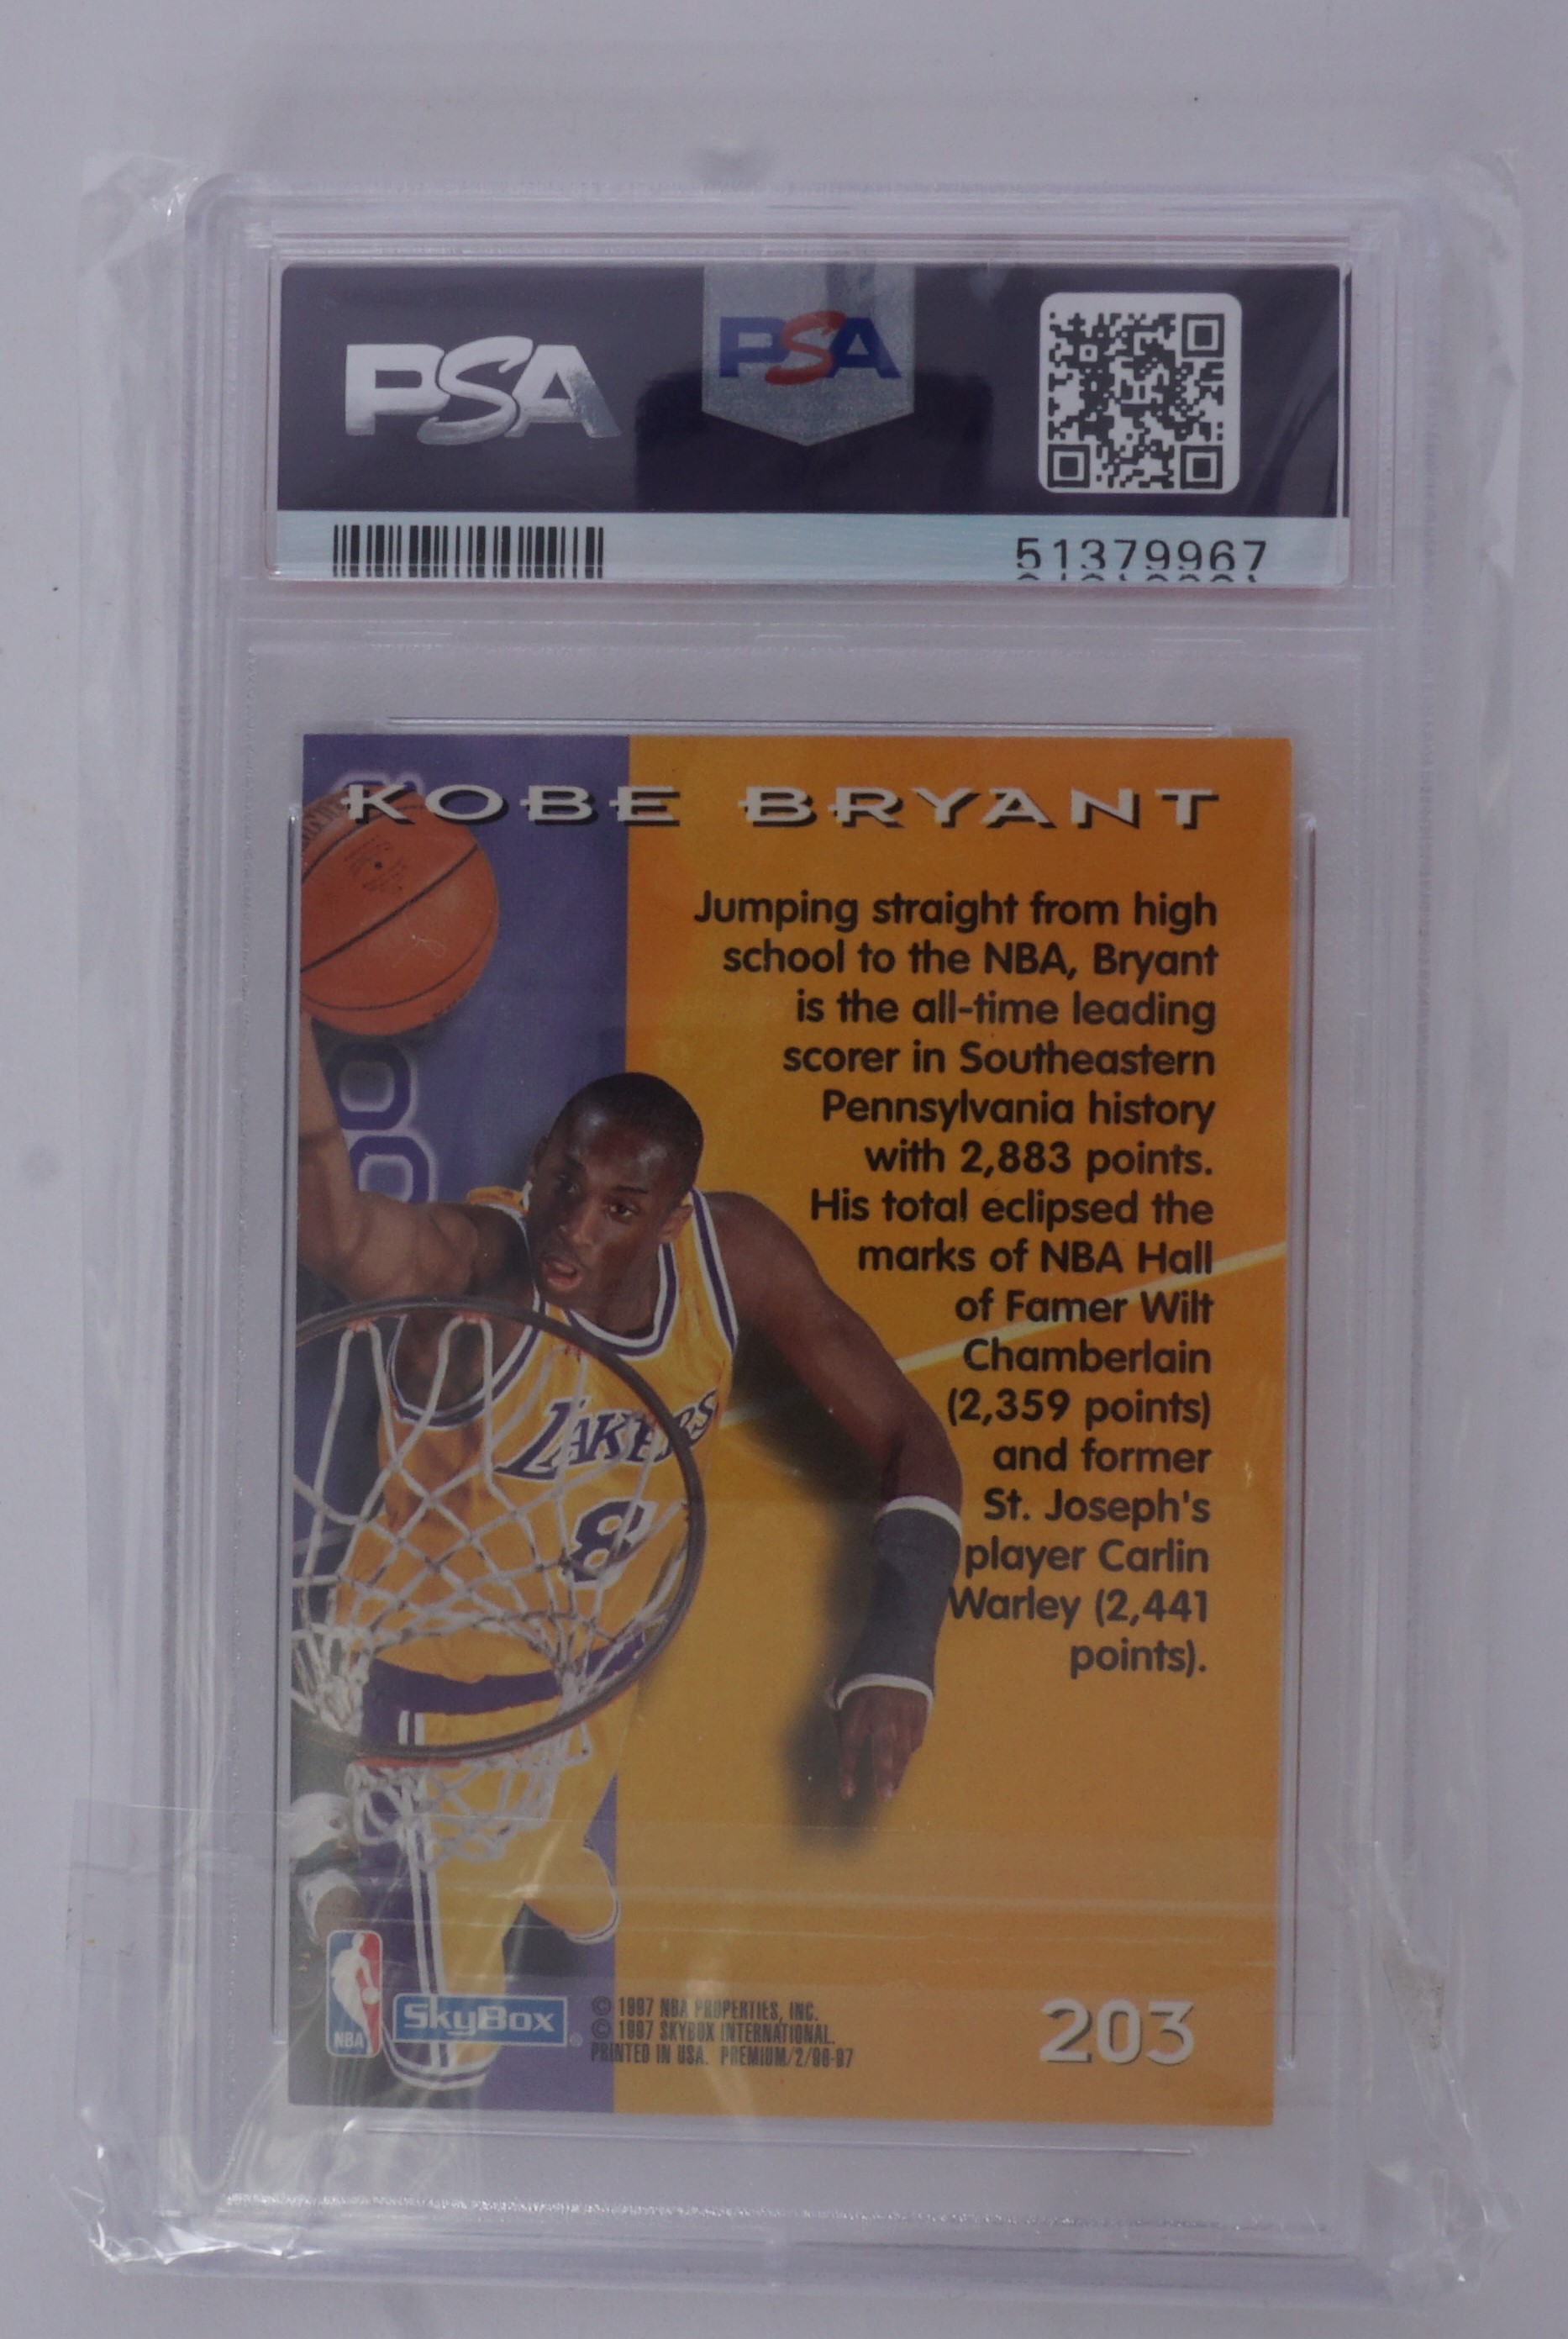 PSA
PSA
51379967
KOBE BRYANT
Jumping straight from high
school to the NBA, Bryant
is the all-time leading
scorer in Southeastern
Pennsylvania history
with 2,883 points.
His total eclipsed the
marks of NBA Hall
of Famer Wilt
Chamberlain
(2,359 points)
and former
St. Joseph's
player Carlin
Warley (2,441
points).
LAKERS
8
NBA
SKYBOX
®
© 1997 NBA PROPERTIES, INC.
© 1997 SKYBOX INTERNATIONAL.
PRINTED IN USA. PREMIUM/2/96-97
203